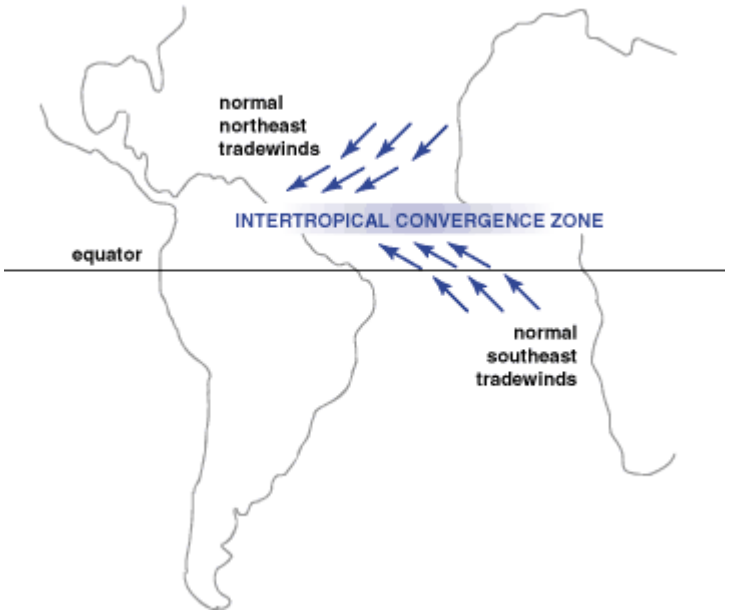 normal
northeast
tradewinds
INTERTROPICAL CONVERGENCE ZONE
equator
normal
southeast
tradewinds